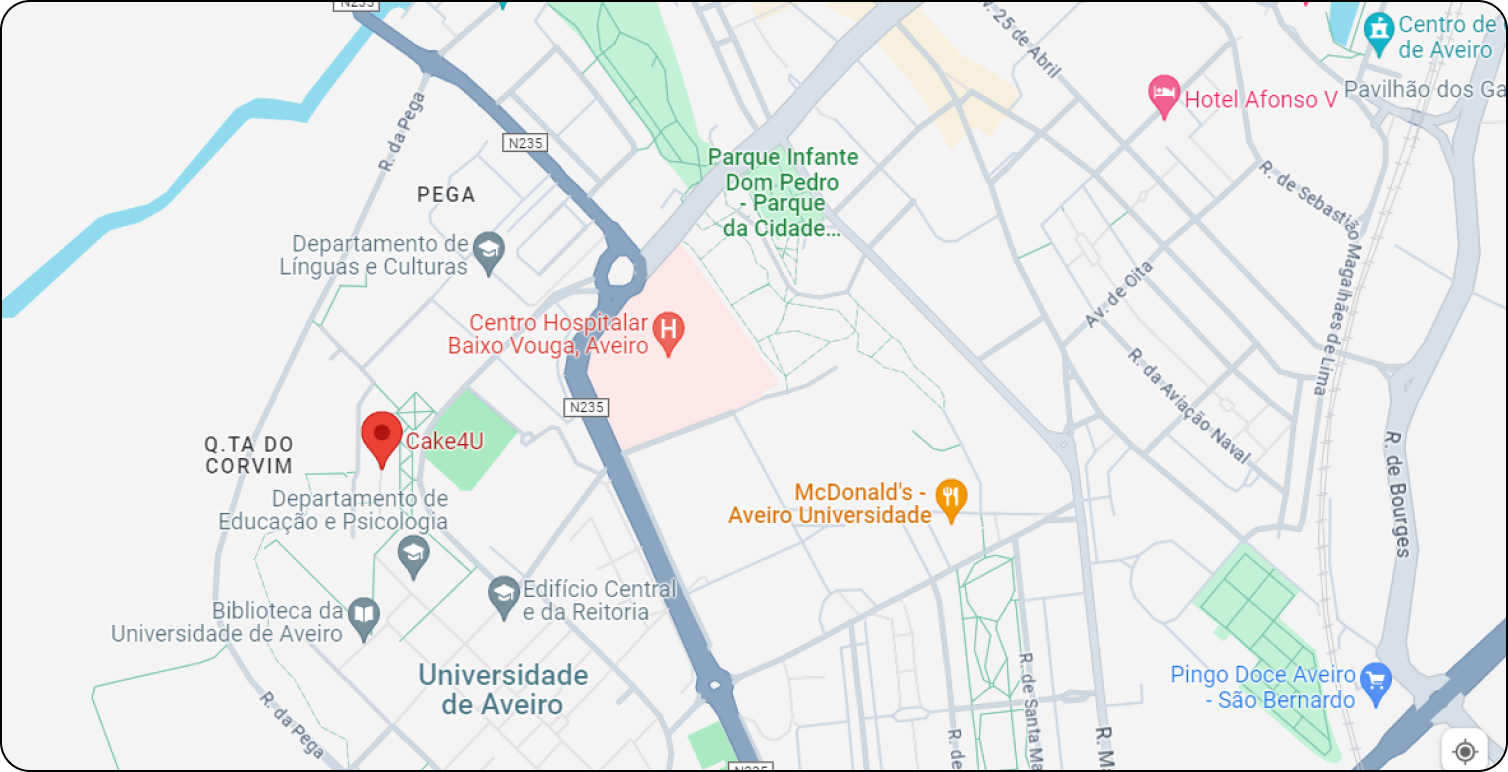 N235
Av. 25 de Abril
Centro de
de Aveiro
Pavilhão dos Ga
Hotel Afonso V
R. da Pega
N235
Parque Infante
Dom Pedro
- Parque
da Cidade...
PEGA
R. de Sebastião Magalhães de Lima
Departamento de
Línguas e Culturas
Av. de Oita
Centro Hospitalar
Baixo Vouga, Aveiro
R. da Aviação Naval
N235
Cake4U
Q.TA DO
CORVIM
R. de Bourges
Departamento de
Educação e Psicologia
McDonald's -
Aveiro Universidade
Edifício Central
e da Reitoria
Biblioteca da
Universidade de Aveiro
Universidade
de Aveiro
R. de Santa Ma
Pingo Doce Aveiro
- São Bernardo
R. da Pega
R. de
R. Ma
N235